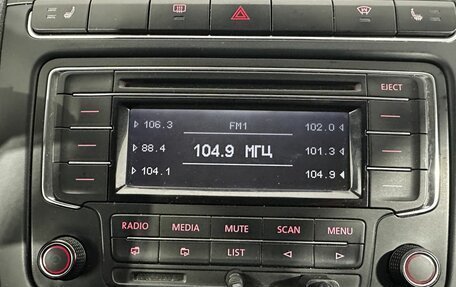 EJECT
106.3 FM1 102.0
88.4 104.9 МГЦ 101.3
104.1 104.9
RADIO MEDIA MUTE SCAN MENU
LIST